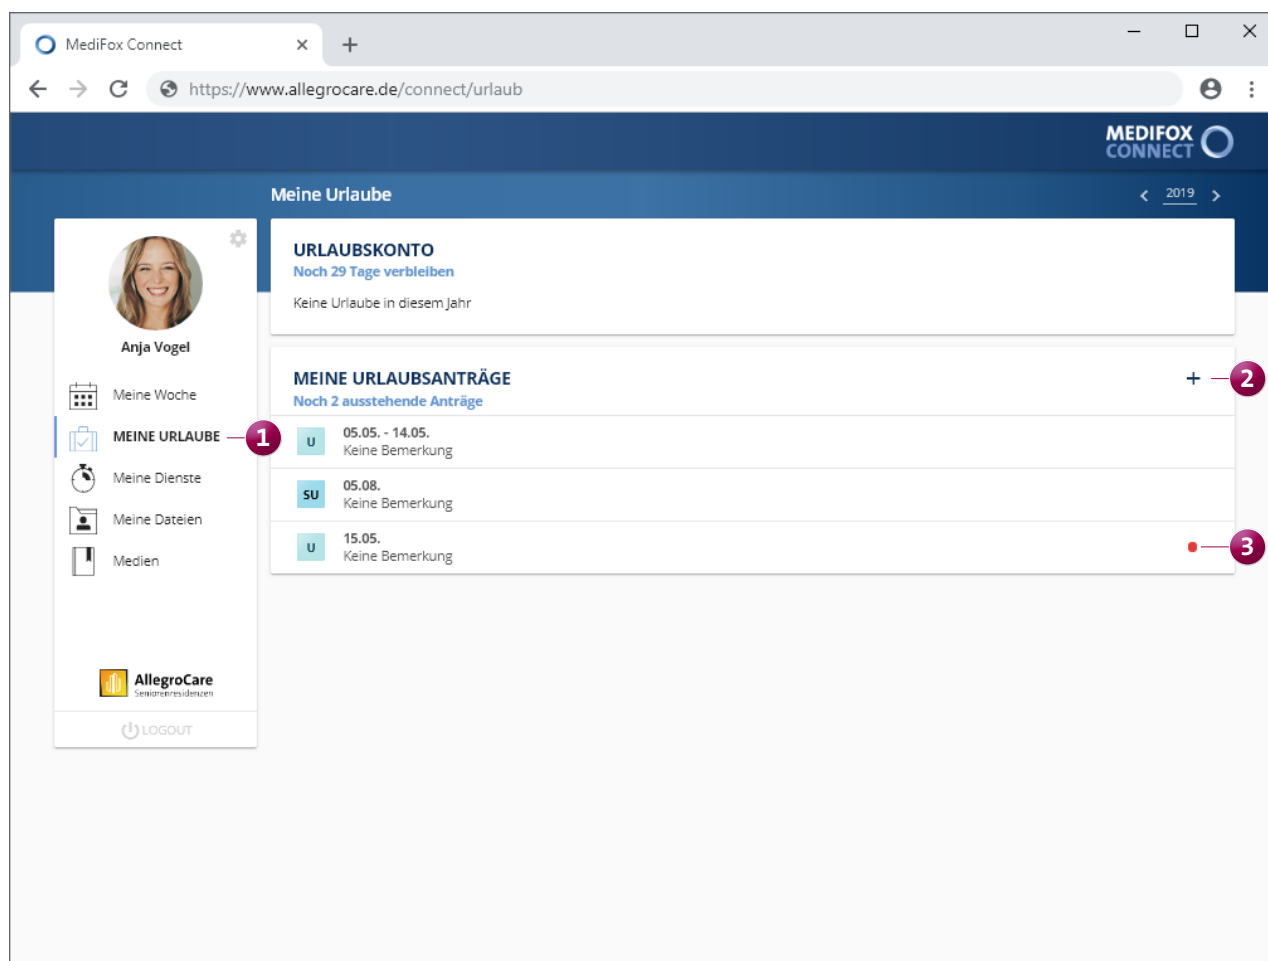 MediFox Connect
https://www.allegrocare.de/connect/urlaub
MEDIFOX
CONNECT
Meine Urlaube
2019
URLAUBSKONTO
Noch 29 Tage verbleiben
Keine Urlaube in diesem Jahr
Anja Vogel
Meine Woche
MEINE URLAUBE
1
Meine Dienste
Meine Dateien
Medien
AllegroCare
Seniorenresidenzen
LOGOUT
MEINE URLAUBSANTRÄGE
+
2
Noch 2 ausstehende Anträge
U
05.05. - 14.05.
Keine Bemerkung
SU
05.08.
Keine Bemerkung
U
15.05.
Keine Bemerkung
3